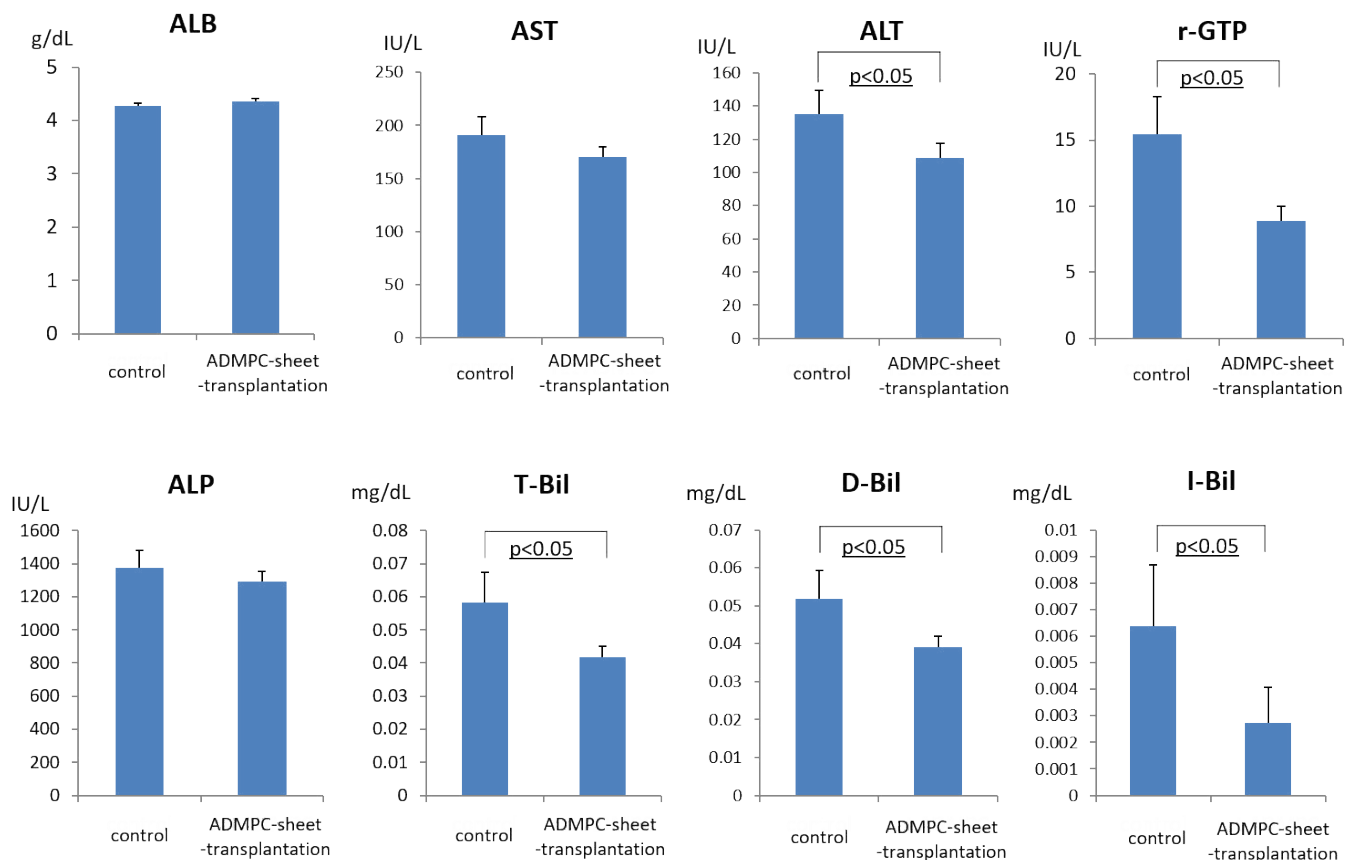 ALB
g/dL
5
4
4
3
2
1
0
control
ADMPC-sheet
-transplantation
AST
IU/L
250
200
150
100
50
0
control
ADMPC-sheet
-transplantation
ALT
IU/L
p<0.05
160
140
120
100
80
60
40
20
0
control
ADMPC-sheet
-transplantation
r-GTP
IU/L
p<0.05
20
15
10
5
0
control
ADMPC-sheet
-transplantation
ALP
IU/L
1600
1400
1200
1000
800
600
400
200
0
control
ADMPC-sheet
-transplantation
T-Bil
mg/dL
p<0.05
0.08
0.07
0.06
0.05
0.04
0.03
0.02
0.01
0
control
ADMPC-sheet
-transplantation
D-Bil
mg/dL
p<0.05
0.07
0.06
0.05
0.04
0.03
0.02
0.01
0
control
ADMPC-sheet
-transplantation
I-Bil
mg/dL
p<0.05
0.01
0.009
0.008
0.007
0.006
0.005
0.004
0.003
0.002
0.001
0
control
ADMPC-sheet
-transplantation